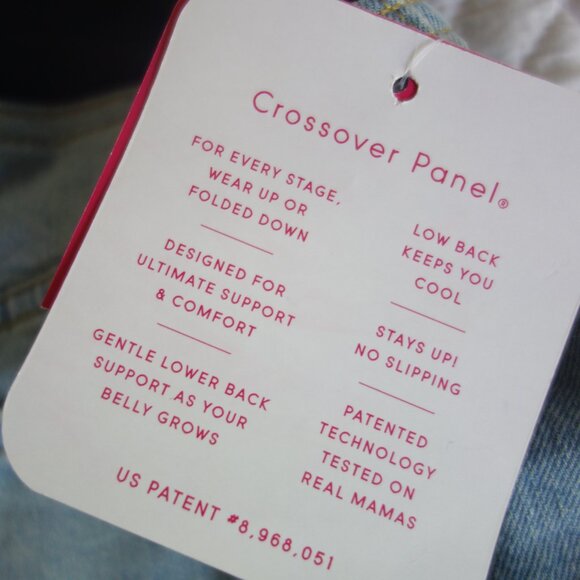 Crossover Panel®
FOR EVERY STAGE,
WEAR UP OR
FOLDED DOWN
DESIGNED FOR
ULTIMATE SUPPORT
& COMFORT
GENTLE LOWER BACK
SUPPORT AS YOUR
BELLY GROWS
LOW BACK
KEEPS YOU
COOL
STAYS UP!
NO SLIPPING
PATENTED
TECHNOLOGY
TESTED ON
REAL MAMAS
US PATENT #8,968,051